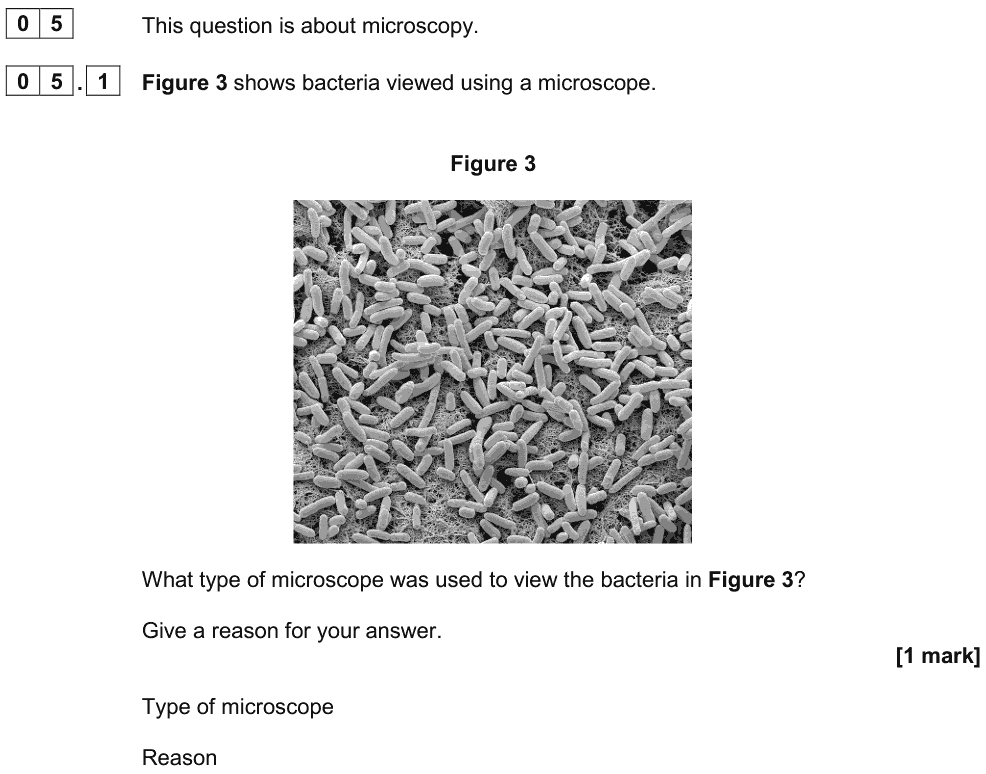 0 5 This question is about microscopy.
0 5 . 1 Figure 3 shows bacteria viewed using a microscope.
Figure 3
What type of microscope was used to view the bacteria in Figure 3?
Give a reason for your answer.
[1 mark]
Type of microscope
Reason